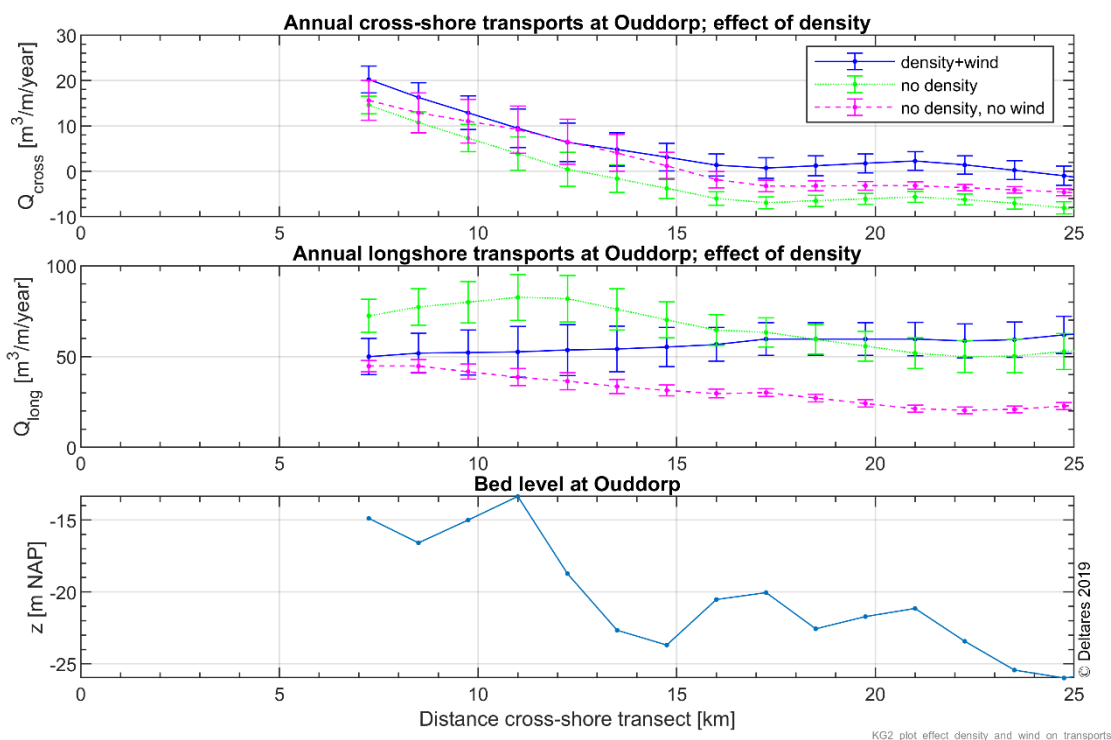 Annual cross-shore transports at Ouddorp; effect of density
30
20
10
0
-10
Q_cross [m^3/m/year]
density+wind
no density
no density, no wind
0 5 10 15 20 25
Annual longshore transports at Ouddorp; effect of density
100
50
0
Q_long [m^3/m/year]
0 5 10 15 20 25
Bed level at Ouddorp
-15
-20
-25
z [m NAP]
0 5 10 15 20 25
Distance cross-shore transect [km]
© Deltares 2019
KG2 plot effect density and wind on transports